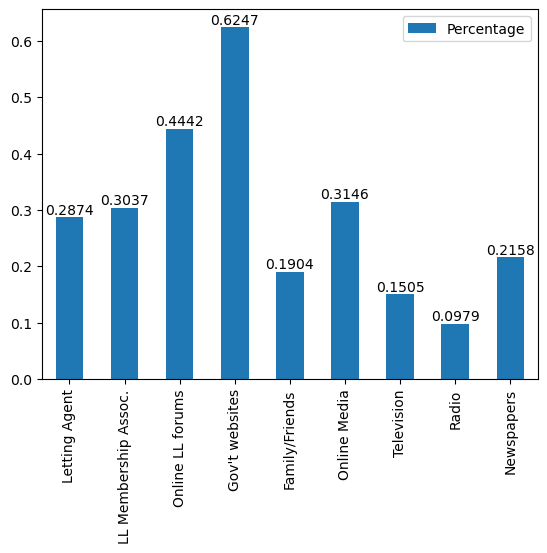 Percentage
0.6
0.5
0.4
0.3
0.2
0.1
0.0
0.2874
0.3037
0.4442
0.6247
0.1904
0.3146
0.1505
0.0979
0.2158
Letting Agent
LL Membership Assoc.
Online LL forums
Gov't websites
Family/Friends
Online Media
Television
Radio
Newspapers